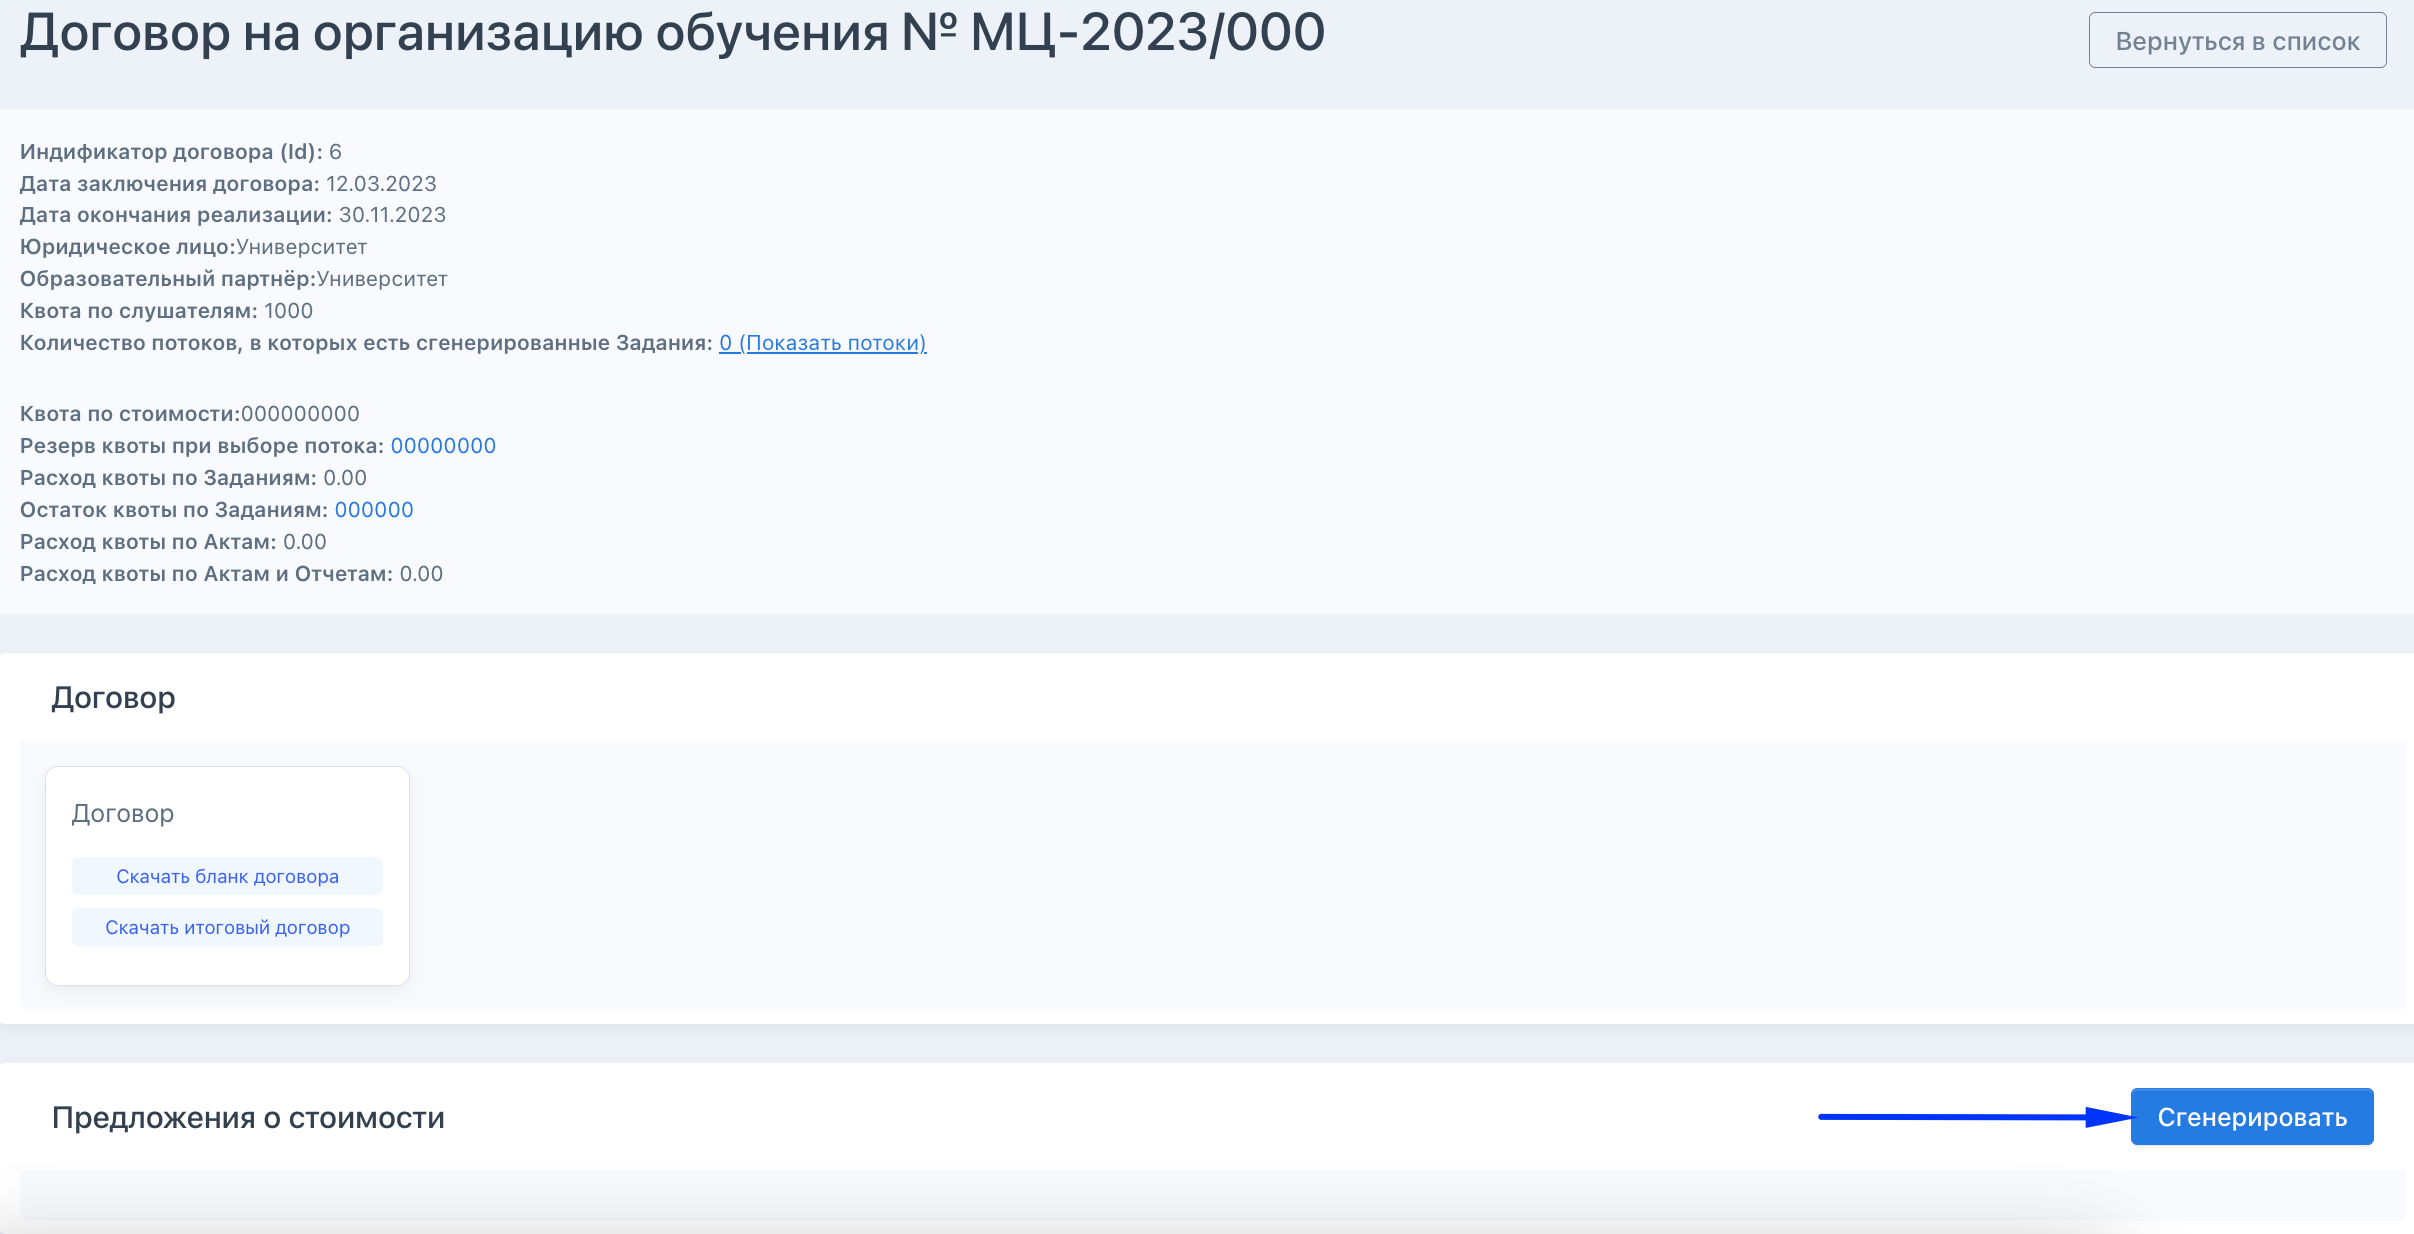 Договор на организацию обучения № МЦ-2023/000
Вернуться в список
Индификатор договора (Id): 6
Дата заключения договора: 12.03.2023
Дата окончания реализации: 30.11.2023
Юридическое лицо:Университет
Образовательный партнёр:Университет
Квота по слушателям: 1000
Количество потоков, в которых есть сгенерированные Задания: 0 (Показать потоки)
Квота по стоимости:000000000
Резерв квоты при выборе потока: 00000000
Расход квоты по Заданиям: 0.00
Остаток квоты по Заданиям: 000000
Расход квоты по Актам: 0.00
Расход квоты по Актам и Отчетам: 0.00
Договор
Договор
Скачать бланк договора
Скачать итоговый договор
Предложения о стоимости
Сгенерировать